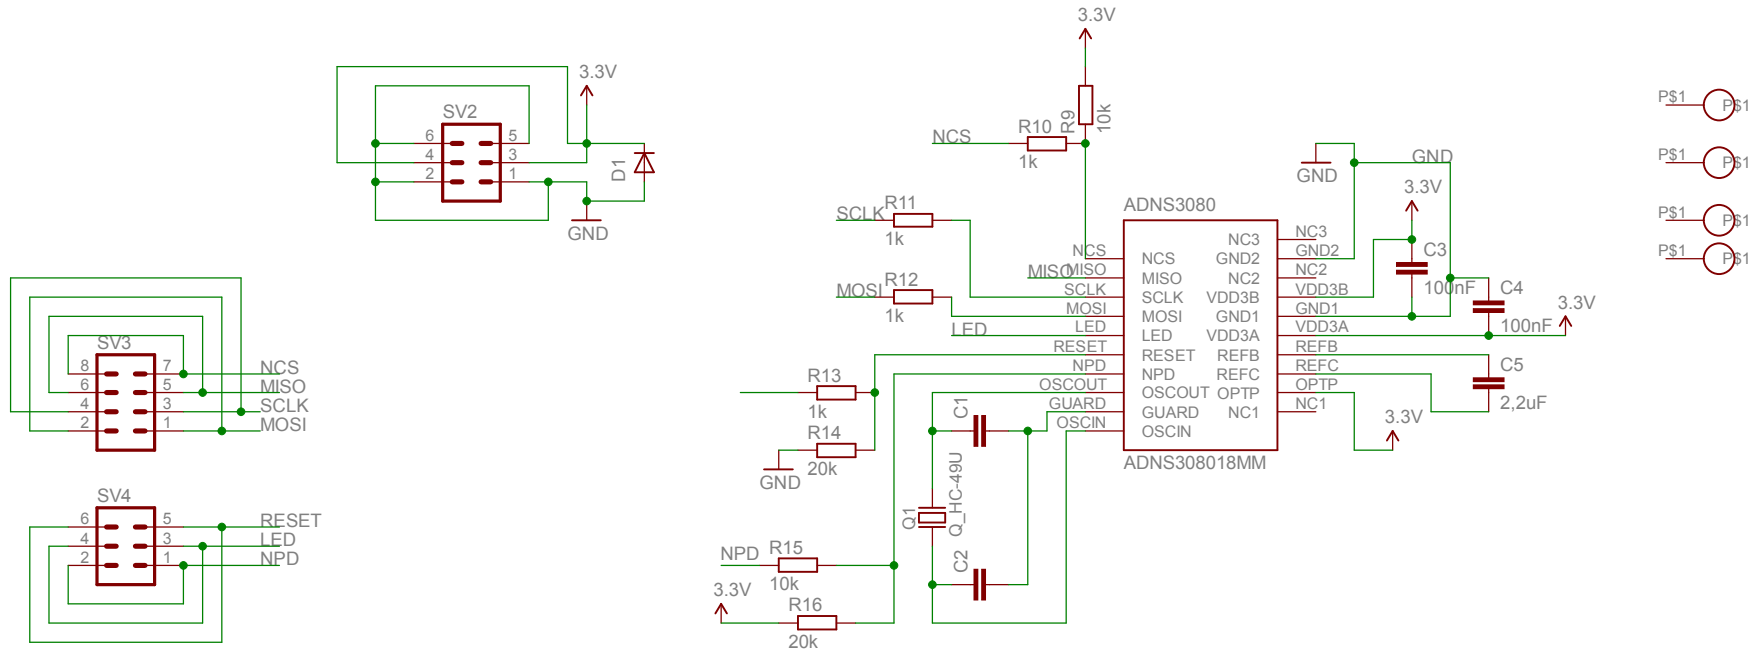 3.3V
3.3V
SV2
6 5
4 3
2 1
D1
GND
SV3
8 7 NCS
6 5 MISO
4 3 SCLK
2 1 MOSI
SV4
6 5 RESET
4 3 LED
2 1 NPD
NCS
R10
1k
R9
10k
SCLK
R11
1k
MISO
MOSI
R12
1k
LED
R13
1k
R14
20k
GND
NPD
R15
10k
3.3V
R16
20k
C1
Q1
Q_HC-49U
C2
ADNS3080
NCS NCS
MISO MISO
SCLK SCLK
MOSI MOSI
LED LED
RESET RESET
NPD NPD
OSCOUT OSCOUT
GUARD GUARD
OSCIN OSCIN
NC3 NC3
GND2 GND2
NC2 NC2
VDD3B VDD3B
GND1 GND1
VDD3A VDD3A
REFB REFB
REFC REFC
OPTP OPTP
NC1 NC1
ADNS308018MM
GND
GND
3.3V
C3
100nF
C4
100nF
3.3V
C5
2,2uF
3.3V
P$1 P$1
P$1 P$1
P$1 P$1
P$1 P$1